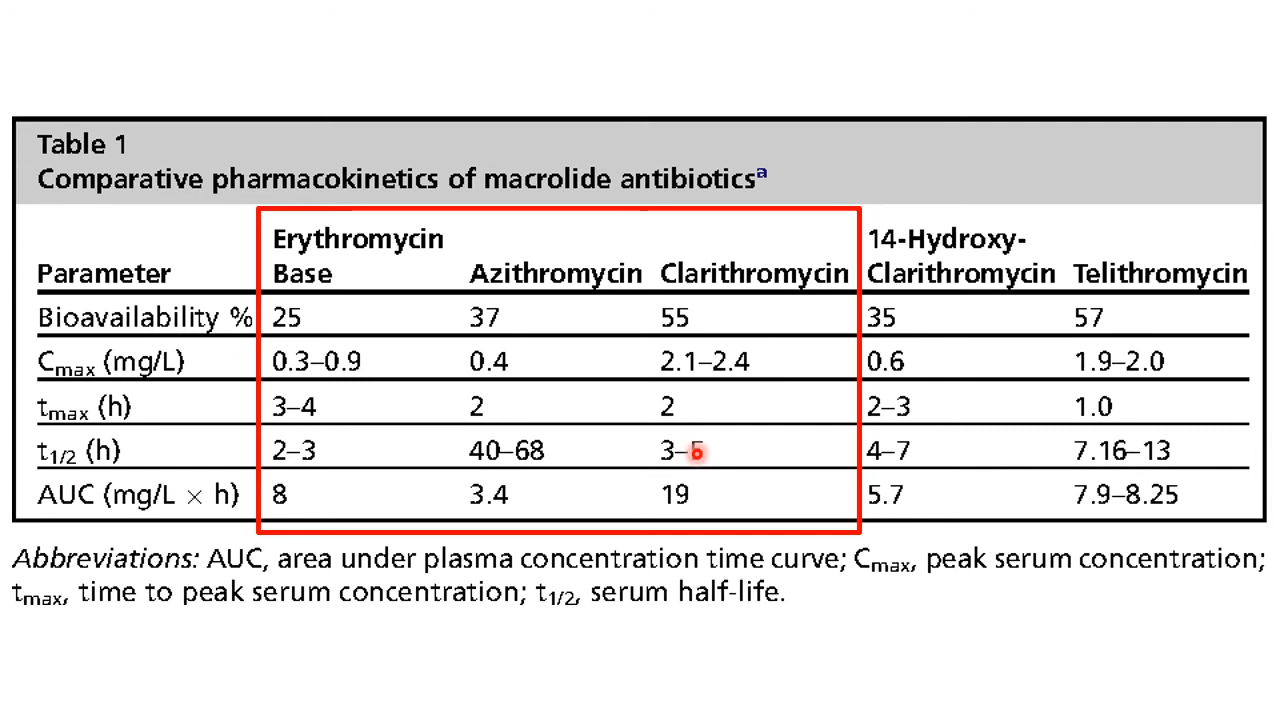 Table 1
Comparative pharmacokinetics of macrolide antibiotics a
Erythromycin 14-Hydroxy-
Parameter Base Azithromycin Clarithromycin Clarithromycin Telithromycin
Bioavailability % 25 37 55 35 57
Cmax (mg/L) 0.3–0.9 0.4 2.1–2.4 0.6 1.9–2.0
tmax (h) 3–4 2 2 2–3 1.0
t1/2 (h) 2–3 40–68 3–5 4–7 7.16–13
AUC (mg/L × h) 8 3.4 19 5.7 7.9–8.25
Abbreviations: AUC, area under plasma concentration time curve; Cmax, peak serum concentration;
tmax, time to peak serum concentration; t1/2, serum half-life.